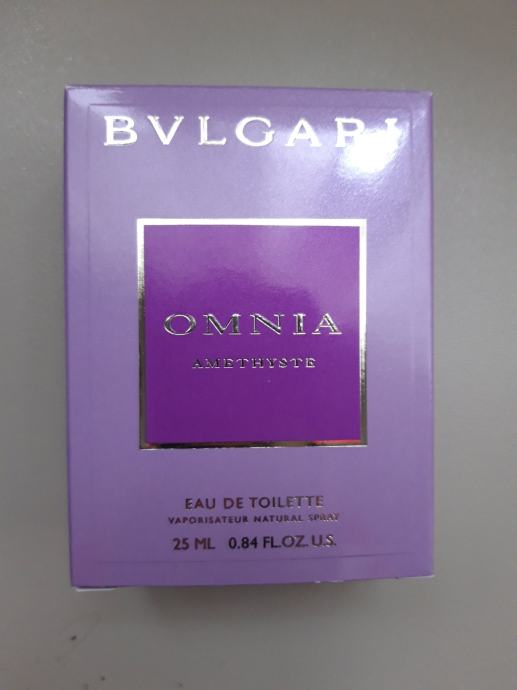 BVLGARI
OMNIA
AMETHYSTE
EAU DE TOILETTE
VAPORISATEUR NATURAL SPRAY
25 ML 0.84 FL.OZ. U.S.